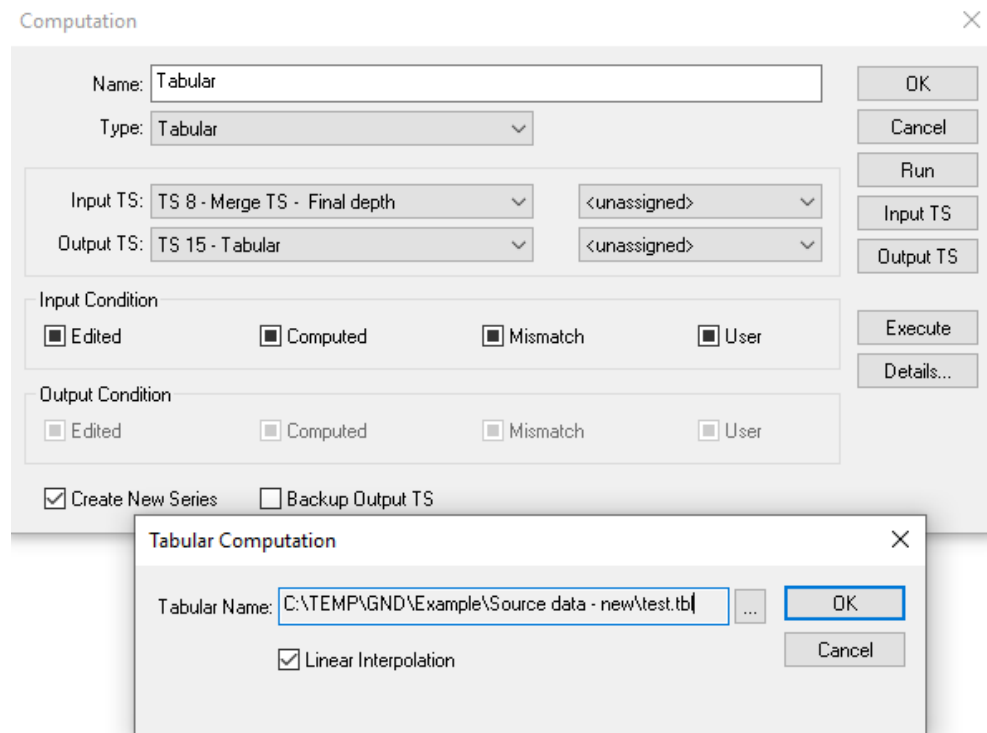 Computation
Name: Tabular
OK
Type: Tabular
Cancel
Run
Input TS: TS 8 - Merge TS -  Final depth
<unassigned>
Input TS
Output TS: TS 15 - Tabular
<unassigned>
Output TS
Input Condition
Edited
Computed
Mismatch
User
Execute
Details...
Output Condition
Edited
Computed
Mismatch
User
Create New Series
Backup Output TS
Tabular Computation
Tabular Name: C:\TEMP\GND\Example\Source data - new\test.tbl
...
OK
Linear Interpolation
Cancel